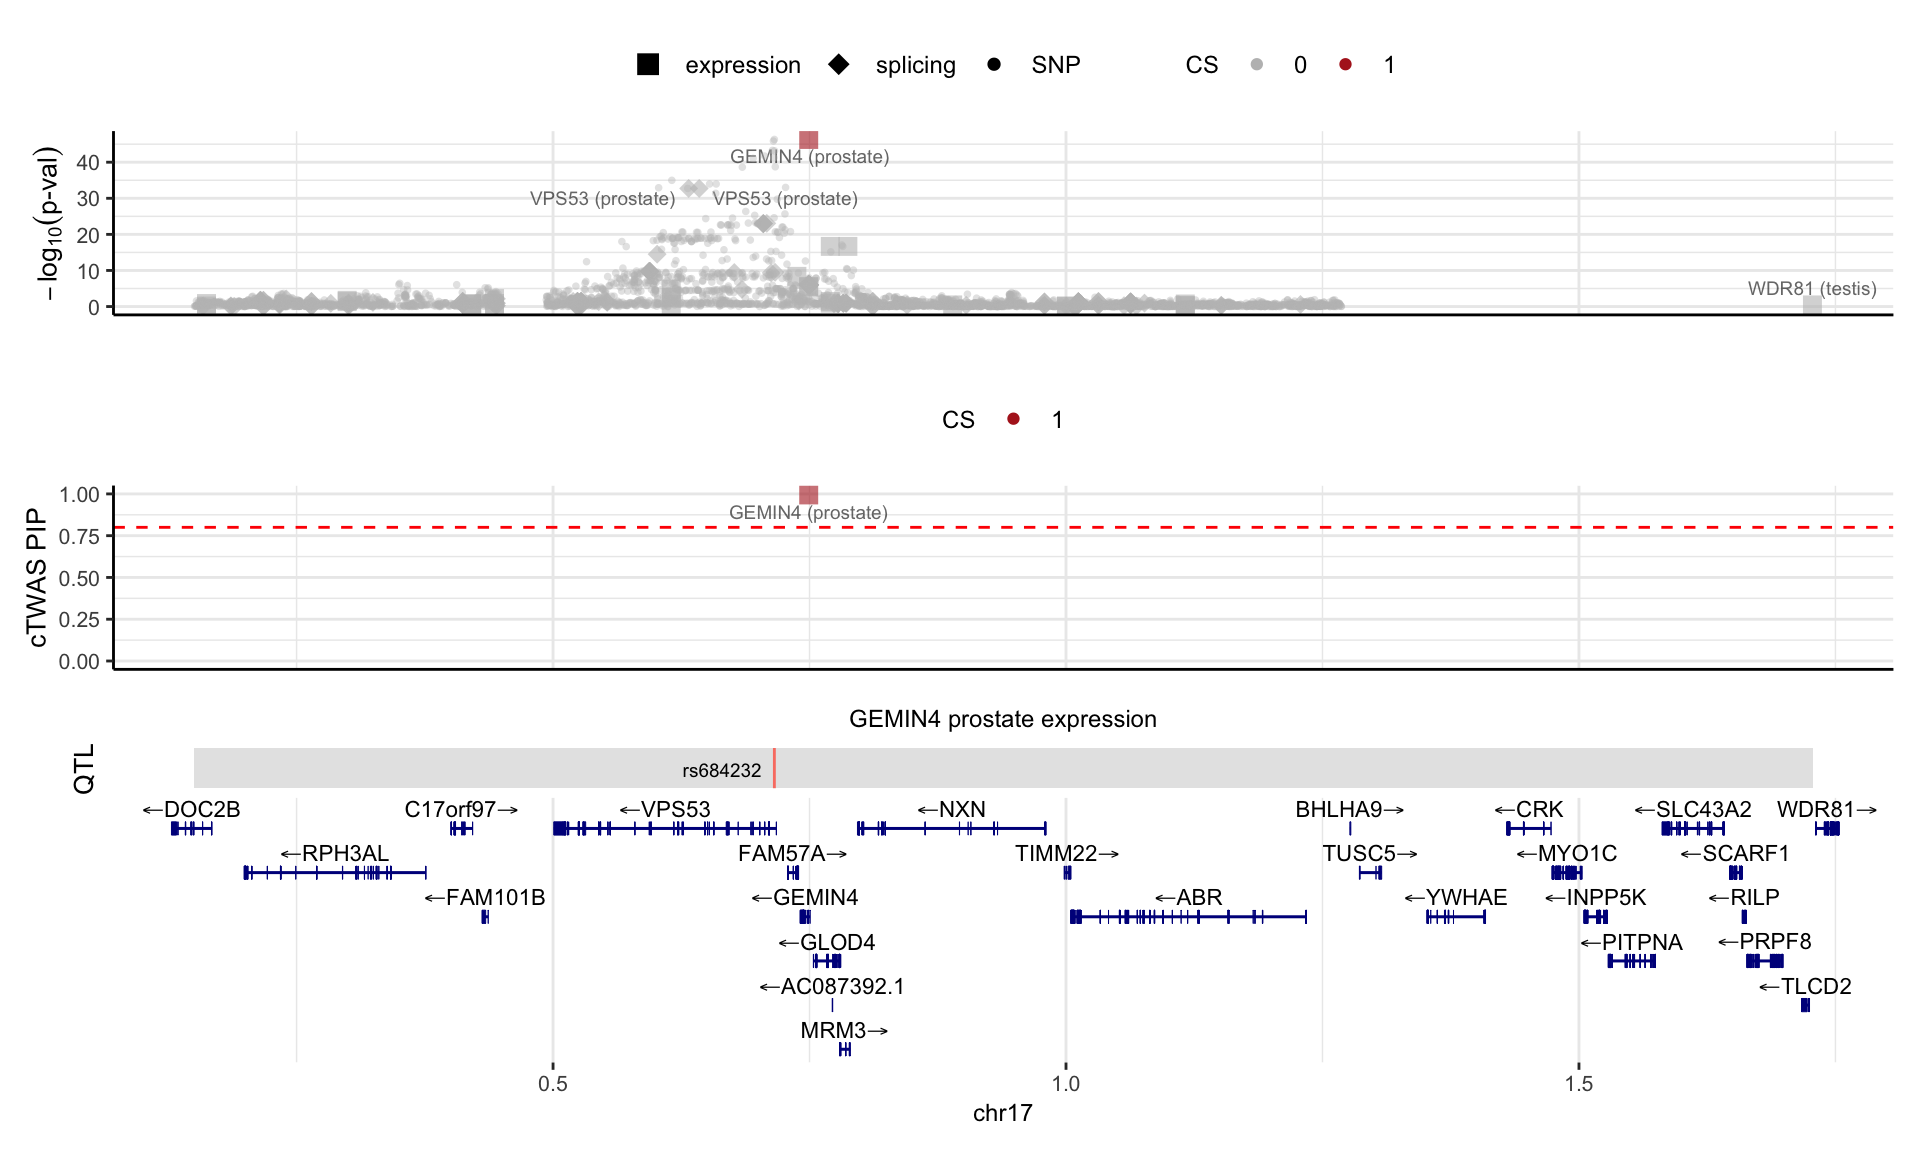 expression splicing SNP CS 0 1
−log10(p-val)
40
30
20
10
0
GEMIN4 (prostate)
VPS53 (prostate) VPS53 (prostate)
WDR81 (testis)
CS 1
cTWAS PIP
1.00
0.75
0.50
0.25
0.00
GEMIN4 (prostate)
GEMIN4 prostate expression
QTL
rs684232
←DOC2B C17orf97→ ←VPS53 ←NXN BHLHA9→ ←CRK ←SLC43A2 WDR81→
←RPH3AL FAM57A→ TIMM22→ TUSC5→ ←MYO1C ←SCARF1
←FAM101B ←GEMIN4 ←ABR ←YWHAE ←INPP5K ←RILP
←GLOD4 ←PITPNA ←PRPF8
←AC087392.1 ←TLCD2
MRM3→
0.5 1.0 1.5
chr17